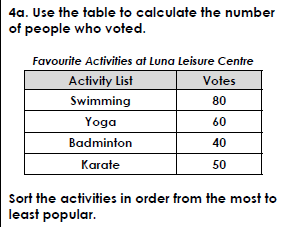 4a. Use the table to calculate the number
of people who voted.
Favourite Activities at Luna Leisure Centre
Activity List Votes
Swimming 80
Yoga 60
Badminton 40
Karate 50
Sort the activities in order from the most to
least popular.